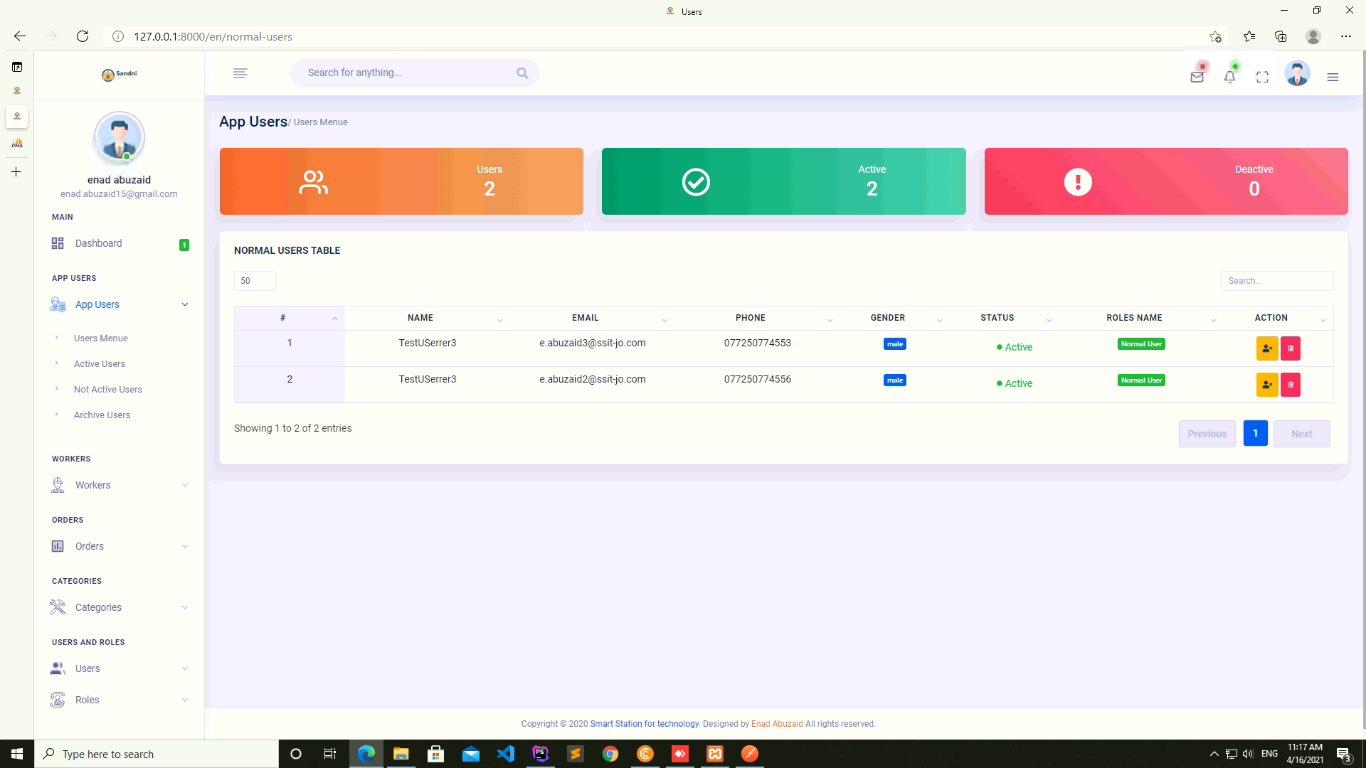 Users
127.0.0.1:8000/en/normal-users
Sandni
Search for anything...
enad abuzaid
enad.abuzaid15@gmail.com
MAIN
Dashboard 1
APP USERS
App Users
Users Menue
Active Users
Not Active Users
Archive Users
WORKERS
Workers
ORDERS
Orders
CATEGORIES
Categories
USERS AND ROLES
Users
Roles
App Users/ Users Menue
Users
2
Active
2
Deactive
0
NORMAL USERS TABLE
50
Search...
# NAME EMAIL PHONE GENDER STATUS ROLES NAME ACTION
1 TestUSerrer3 e.abuzaid3@ssit-jo.com 077250774553 male Active Normal User
2 TestUSerrer3 e.abuzaid2@ssit-jo.com 077250774556 male Active Normal User
Showing 1 to 2 of 2 entries
Previous 1 Next
Copyright © 2020 Smart Station for technology. Designed by Enad Abuzaid All rights reserved.
Type here to search
ENG
11:17 AM
4/16/2021
3